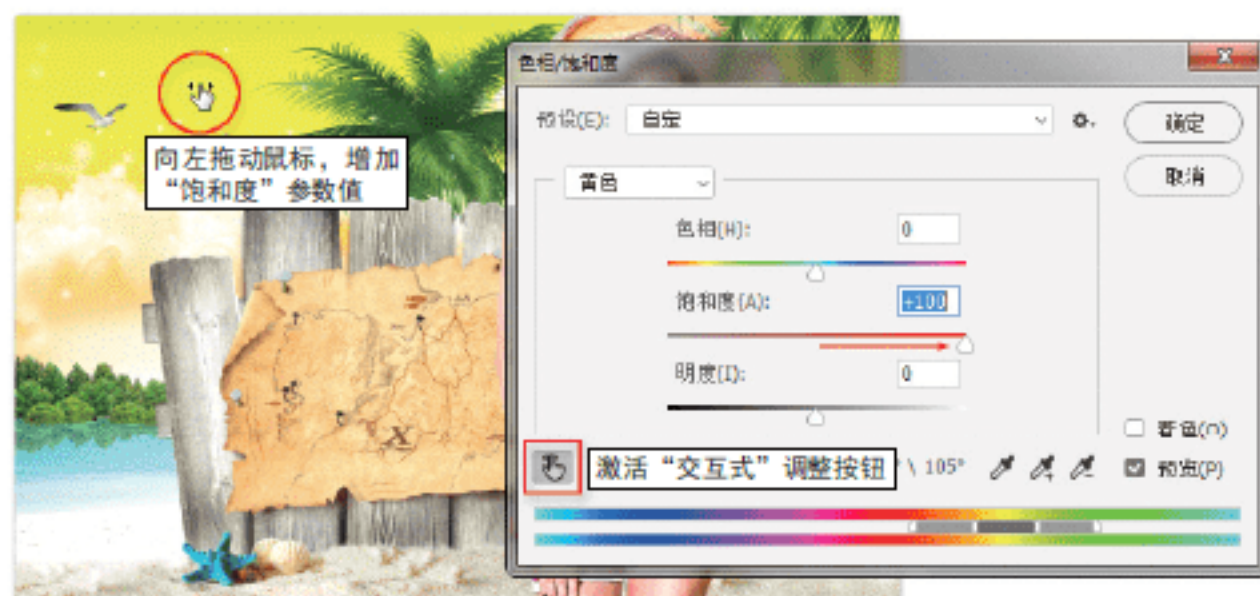 向左拖动鼠标，增加
“饱和度”参数值
色相/饱和度
预设(E): 自定
确定
取消
黄色
色相(H): 0
饱和度(A): +100
明度(I): 0
着色(O)
激活“交互式”调整按钮 ° \ 105°
预览(P)
X